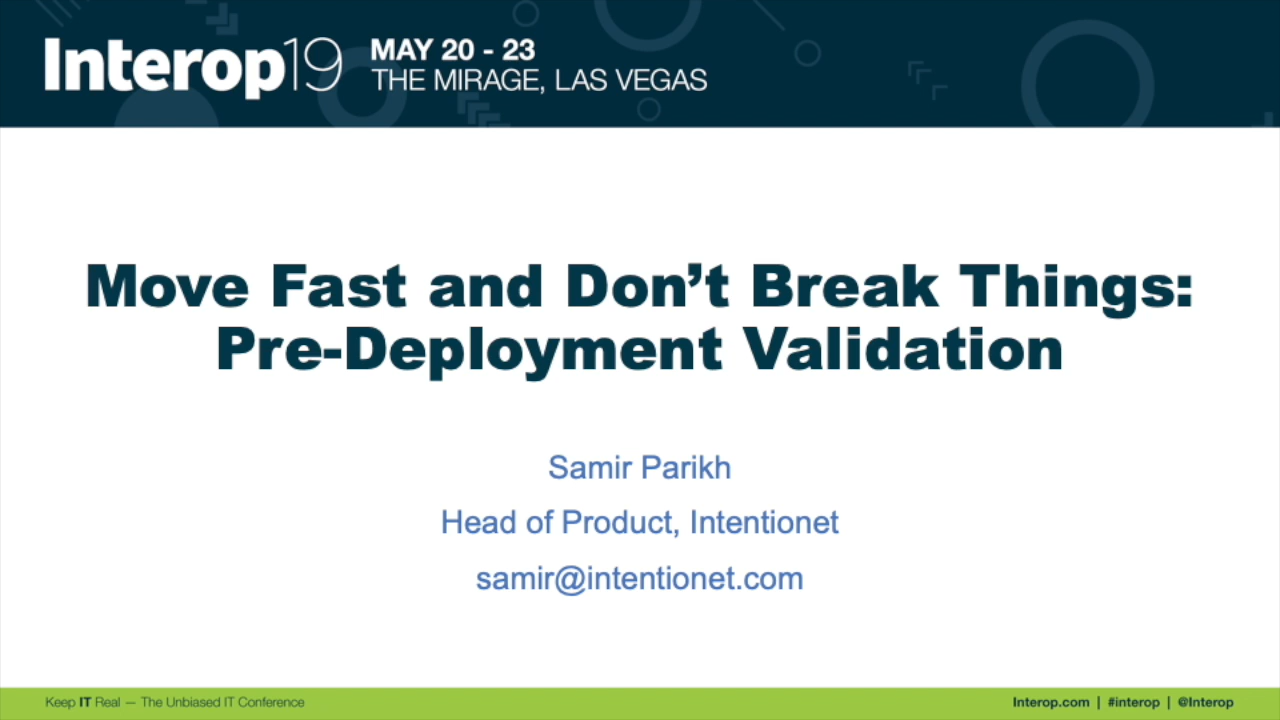 Interop19
MAY 20 - 23
THE MIRAGE, LAS VEGAS
Move Fast and Don’t Break Things:
Pre-Deployment Validation
Samir Parikh
Head of Product, Intentionet
samir@intentionet.com
Keep IT Real — The Unbiased IT Conference
Interop.com | #interop | @Interop